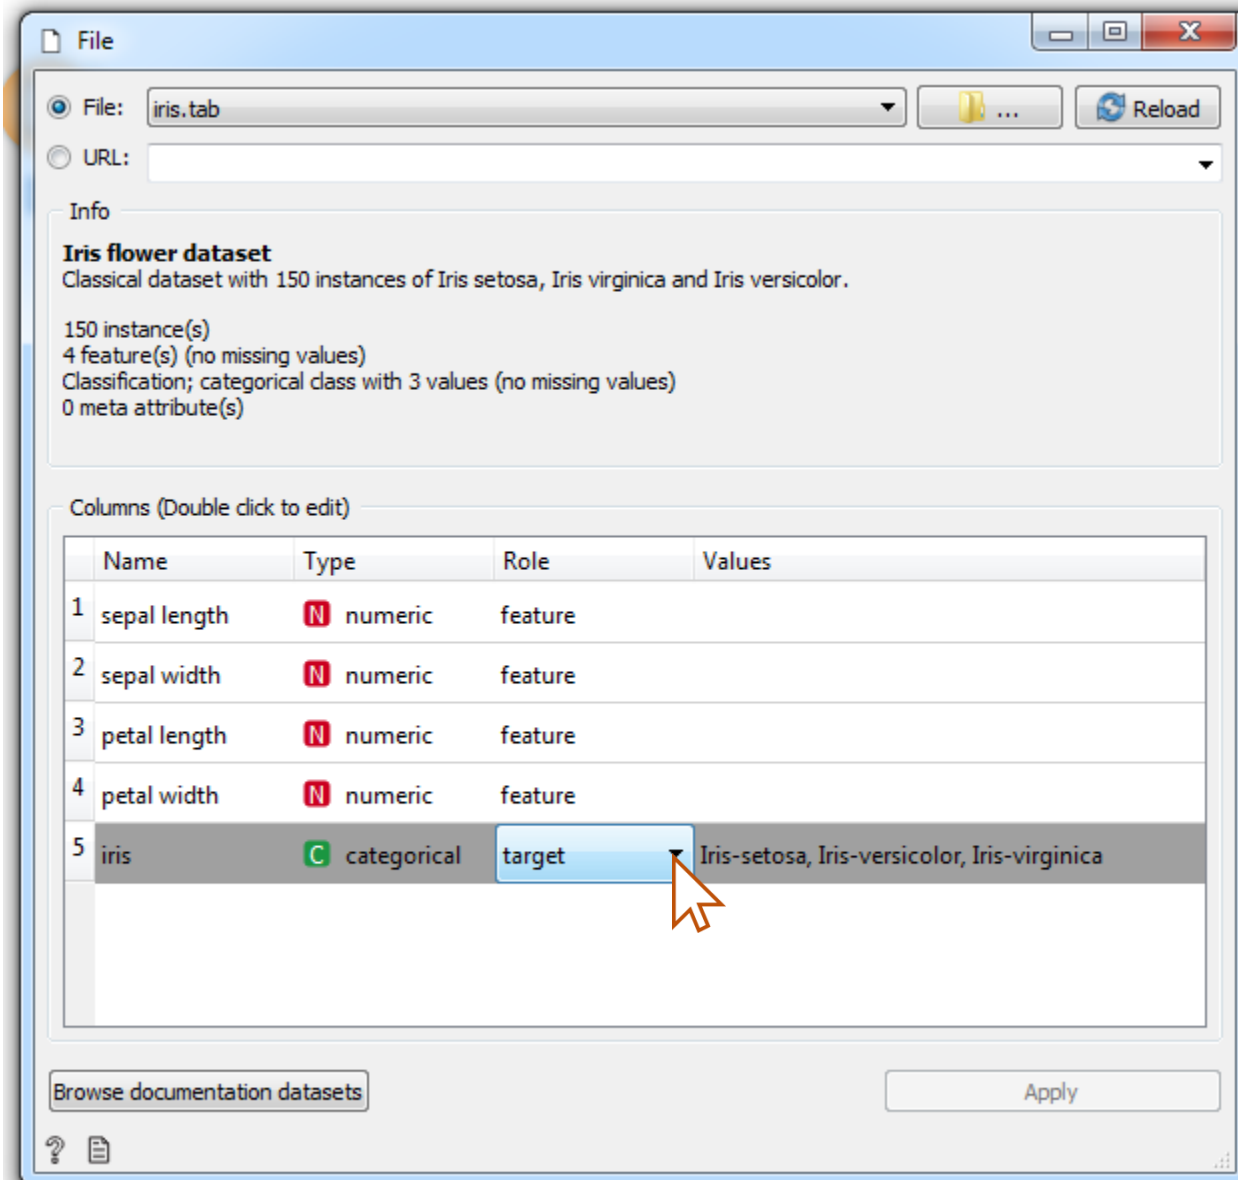 File
File: iris.tab ... Reload
URL:
Info
Iris flower dataset
Classical dataset with 150 instances of Iris setosa, Iris virginica and Iris versicolor.
150 instance(s)
4 feature(s) (no missing values)
Classification; categorical class with 3 values (no missing values)
0 meta attribute(s)
Columns (Double click to edit)
Name Type Role Values
1 sepal length N numeric feature
2 sepal width N numeric feature
3 petal length N numeric feature
4 petal width N numeric feature
5 iris C categorical target Iris-setosa, Iris-versicolor, Iris-virginica
Browse documentation datasets Apply
?